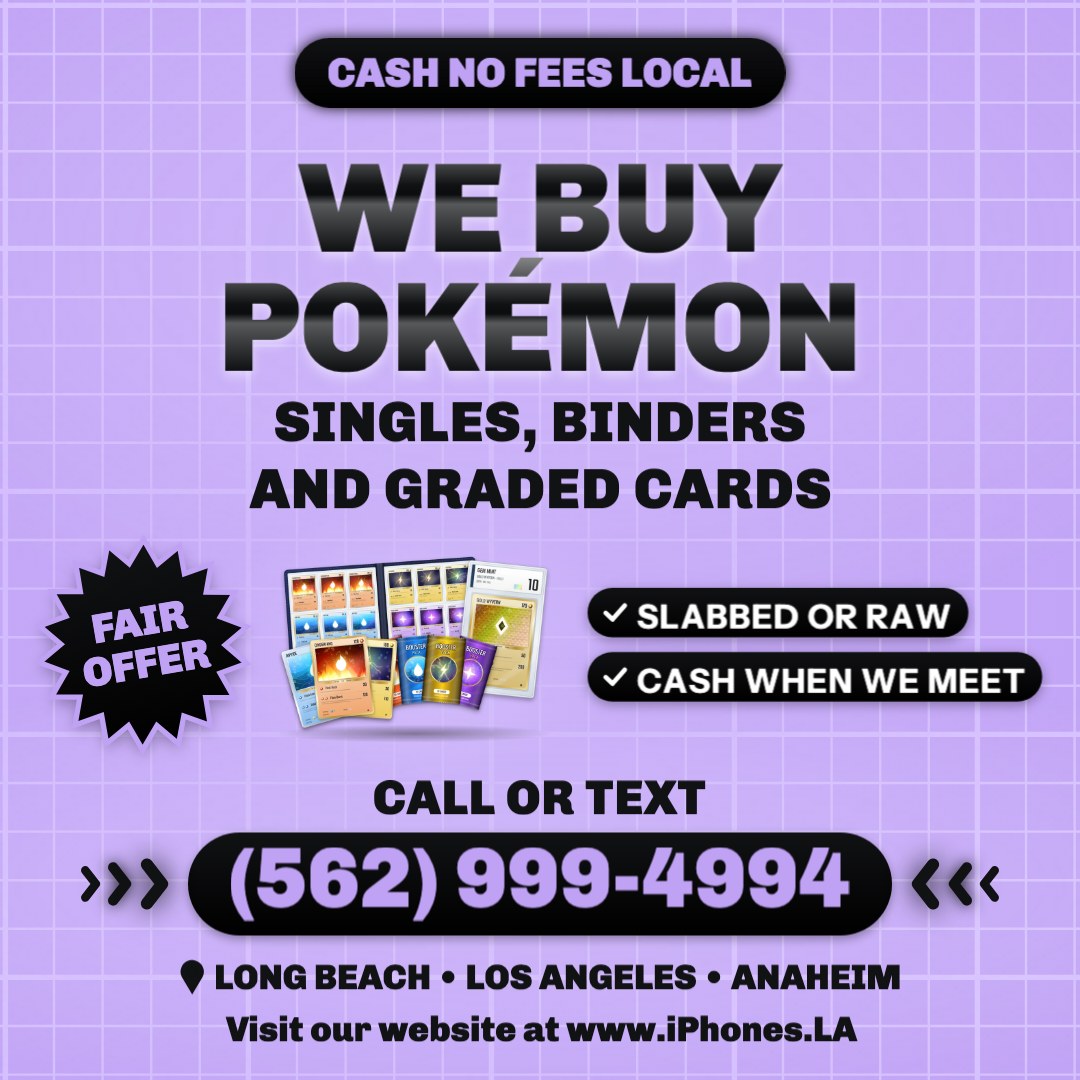 CASH NO FEES LOCAL
WE BUY
POKÉMON
SINGLES, BINDERS
AND GRADED CARDS
FAIR
OFFER
10
✓ SLABBED OR RAW
✓ CASH WHEN WE MEET
CALL OR TEXT
(562) 999-4994
LONG BEACH • LOS ANGELES • ANAHEIM
Visit our website at www.iPhones.LA